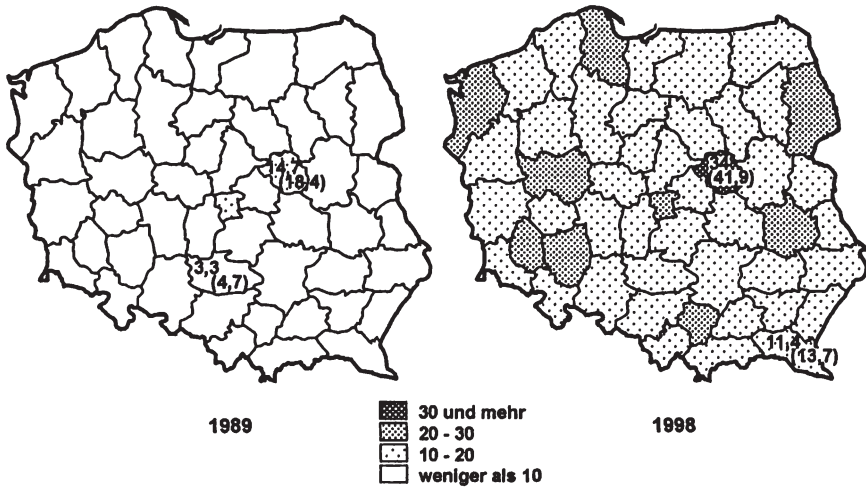 14,7
(18,4)
3,3
(4,7)
(41,9)
11,4
(13,7)
1989
30 und mehr
20 - 30
10 - 20
weniger als 10
1998